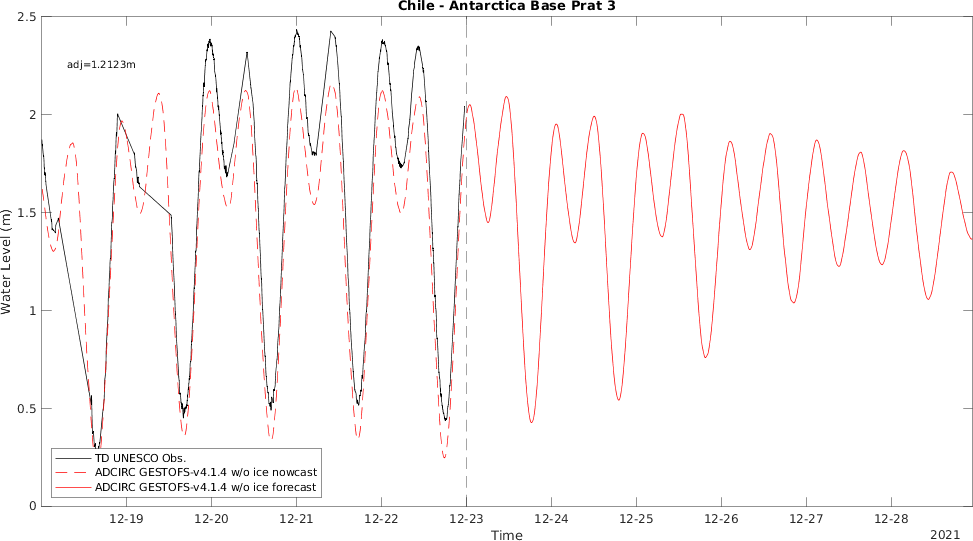 Chile - Antarctica Base Prat 3
2.5
adj=1.2123m
2
1.5
Water Level (m)
1
0.5
TD UNESCO Obs.
ADCIRC GESTOFS-v4.1.4 w/o ice nowcast
ADCIRC GESTOFS-v4.1.4 w/o ice forecast
0
12-19 12-20 12-21 12-22 12-23 12-24 12-25 12-26 12-27 12-28
Time
2021